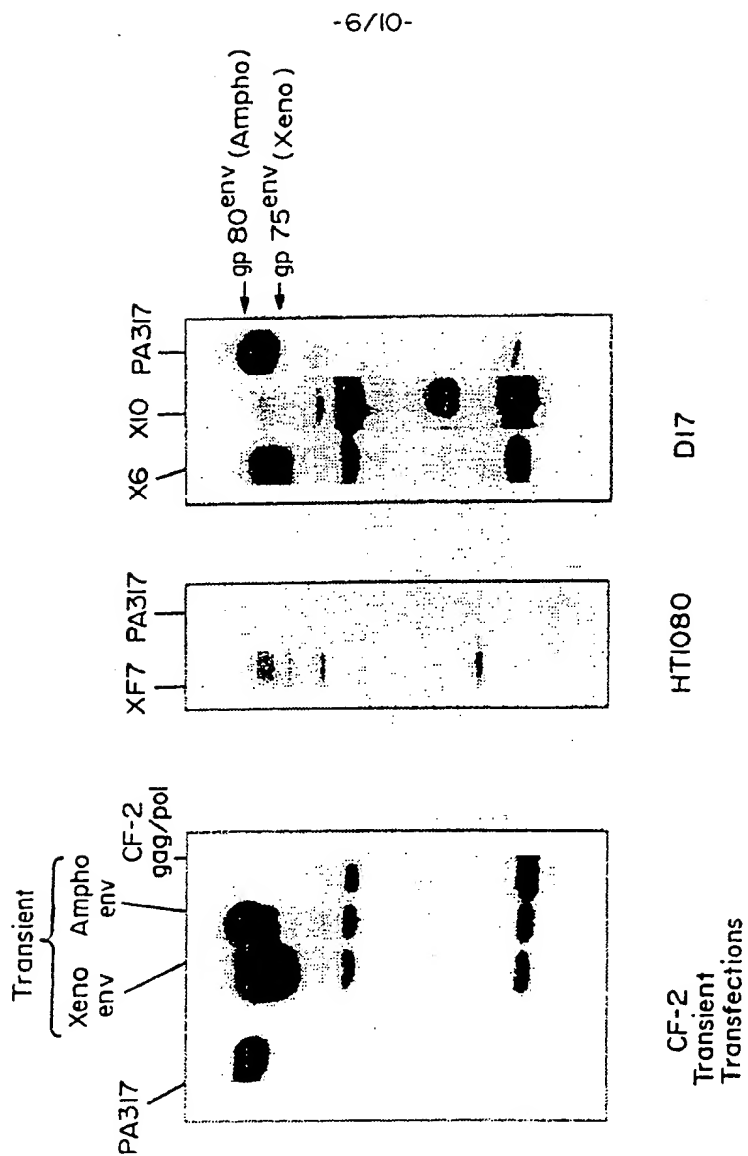 -6/10-
gp 80env (Ampho)
gp 75env (Xeno)
X6
X10
PA317
D17
XF7
PA317
HT1080
Transient
Xeno env
Ampho env
CF-2 gag/pol
PA317
CF-2
Transient
Transfections